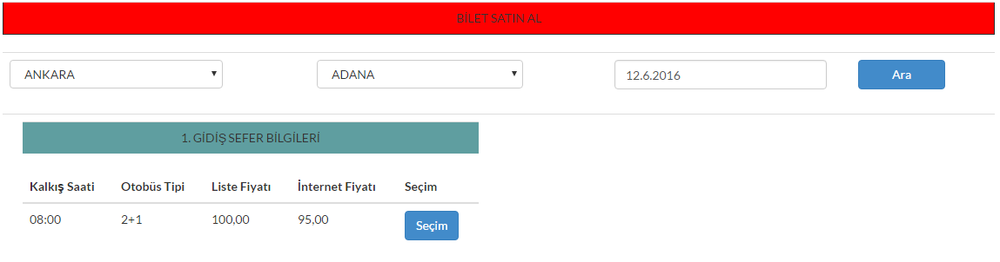 BİLET SATIN AL
ANKARA ADANA 12.6.2016 Ara
1. GİDİŞ SEFER BİLGİLERİ
Kalkış Saati Otobüs Tipi Liste Fiyatı İnternet Fiyatı Seçim
08:00 2+1 100,00 95,00 Seçim